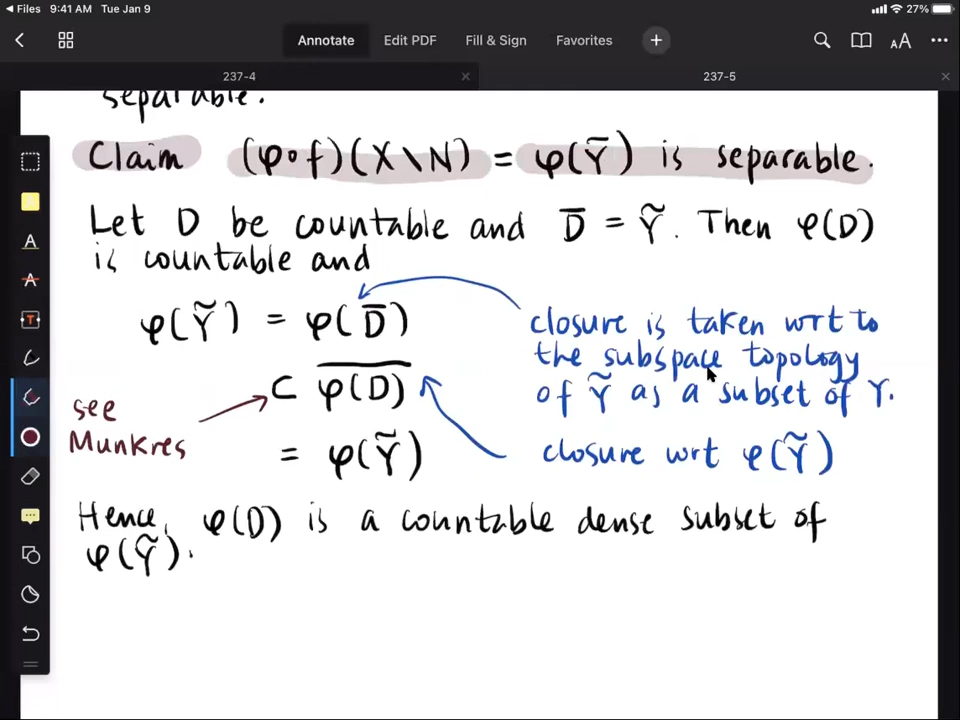 Files 9:41 AM Tue Jan 9 27%
Annotate Edit PDF Fill & Sign Favorites
AA
237-4 237-5
separable.
Claim (φ∘f)(X\N) = φ(Ỹ) is separable.
Let D be countable and D̅ = Ỹ. Then φ(D)
is countable and
φ(Ỹ) = φ(D̅)
closure is taken wrt to
the subspace topology
of Ỹ as a subset of Y.
⊂ \overline{φ(D)}
see
Munkres
= φ(Ỹ)
closure wrt φ(Ỹ)
Hence, φ(D) is a countable dense subset of
φ(Ỹ).